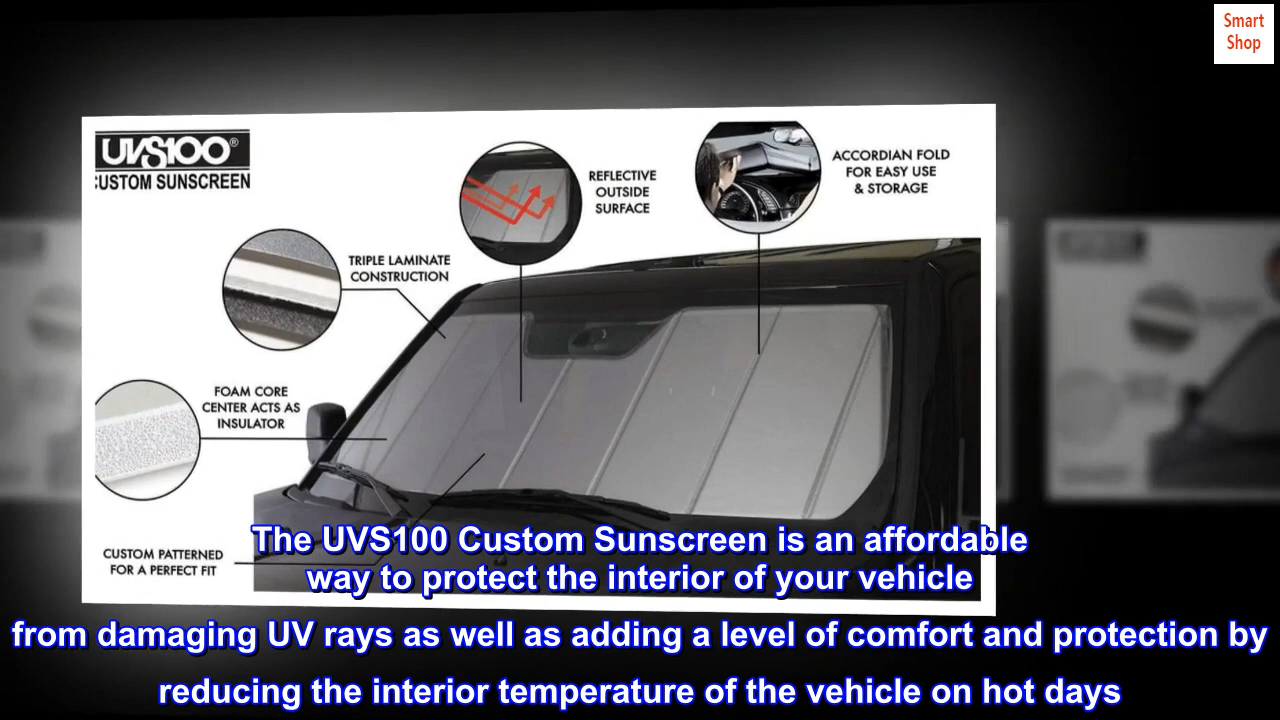 Smart
Shop
UVS100®
CUSTOM SUNSCREEN
REFLECTIVE
OUTSIDE
SURFACE
ACCORDIAN FOLD
FOR EASY USE
& STORAGE
TRIPLE LAMINATE
CONSTRUCTION
FOAM CORE
CENTER ACTS AS
INSULATOR
CUSTOM PATTERNED
FOR A PERFECT FIT
The UVS100 Custom Sunscreen is an affordable
way to protect the interior of your vehicle
from damaging UV rays as well as adding a level of comfort and protection by
reducing the interior temperature of the vehicle on hot days